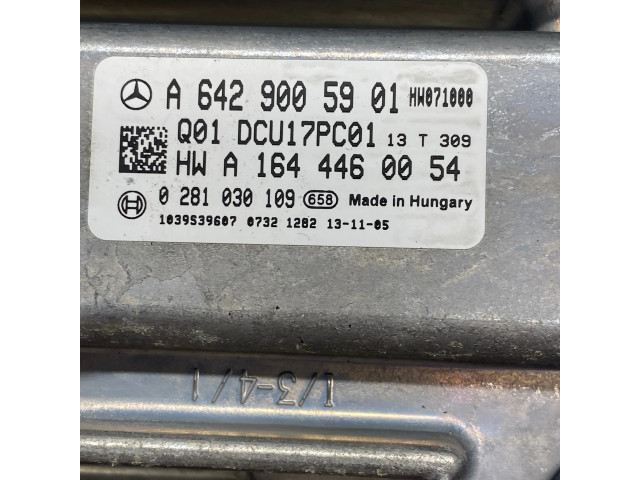 A 642 900 59 01 HW071000
Q01 DCU17PC01 13 T 309
HW A 164 446 00 54
0 281 030 109 658 Made in Hungary
1039S39607 0732 1282 13-11-05
1/3-4/1